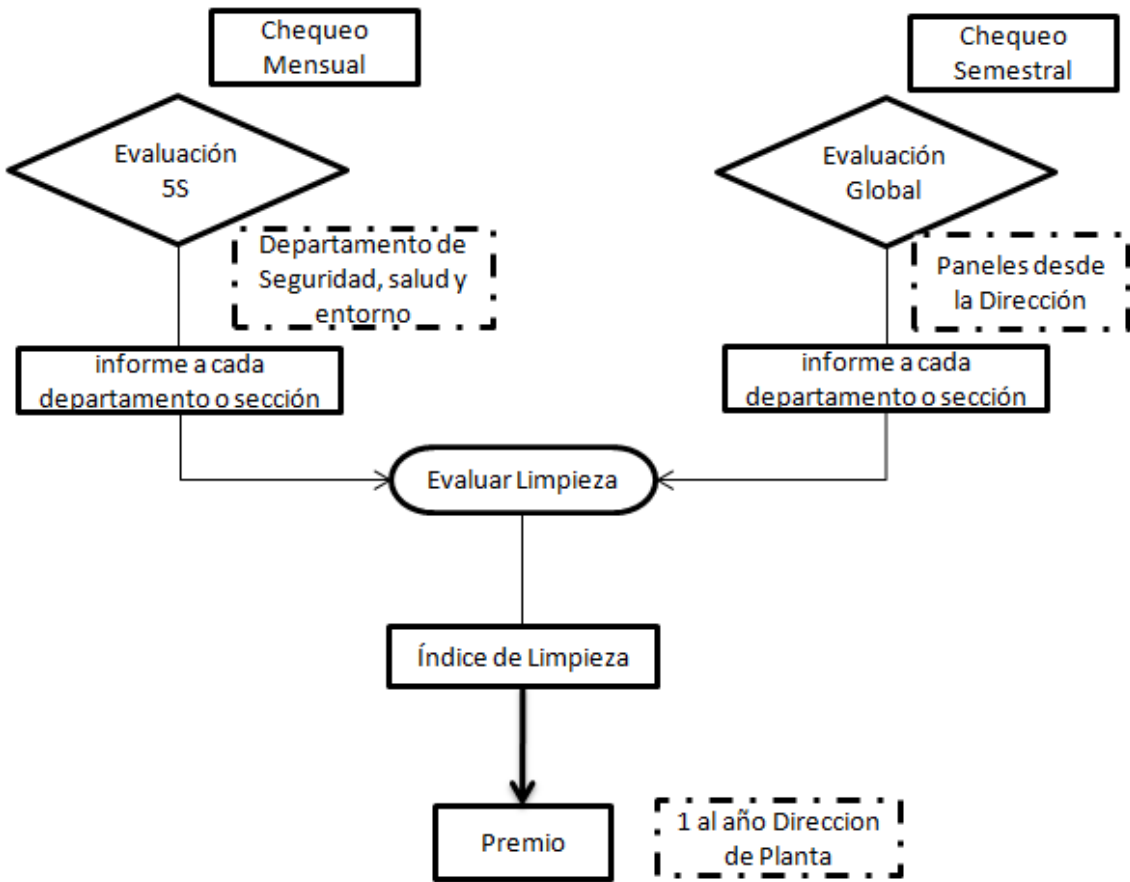 Chequeo
Mensual
Chequeo
Semestral
Evaluación
5S
Evaluación
Global
Departamento de
Seguridad, salud y
entorno
Paneles desde
la Dirección
informe a cada
departamento o sección
informe a cada
departamento o sección
Evaluar Limpieza
Índice de Limpieza
Premio
1 al año Direccion
de Planta